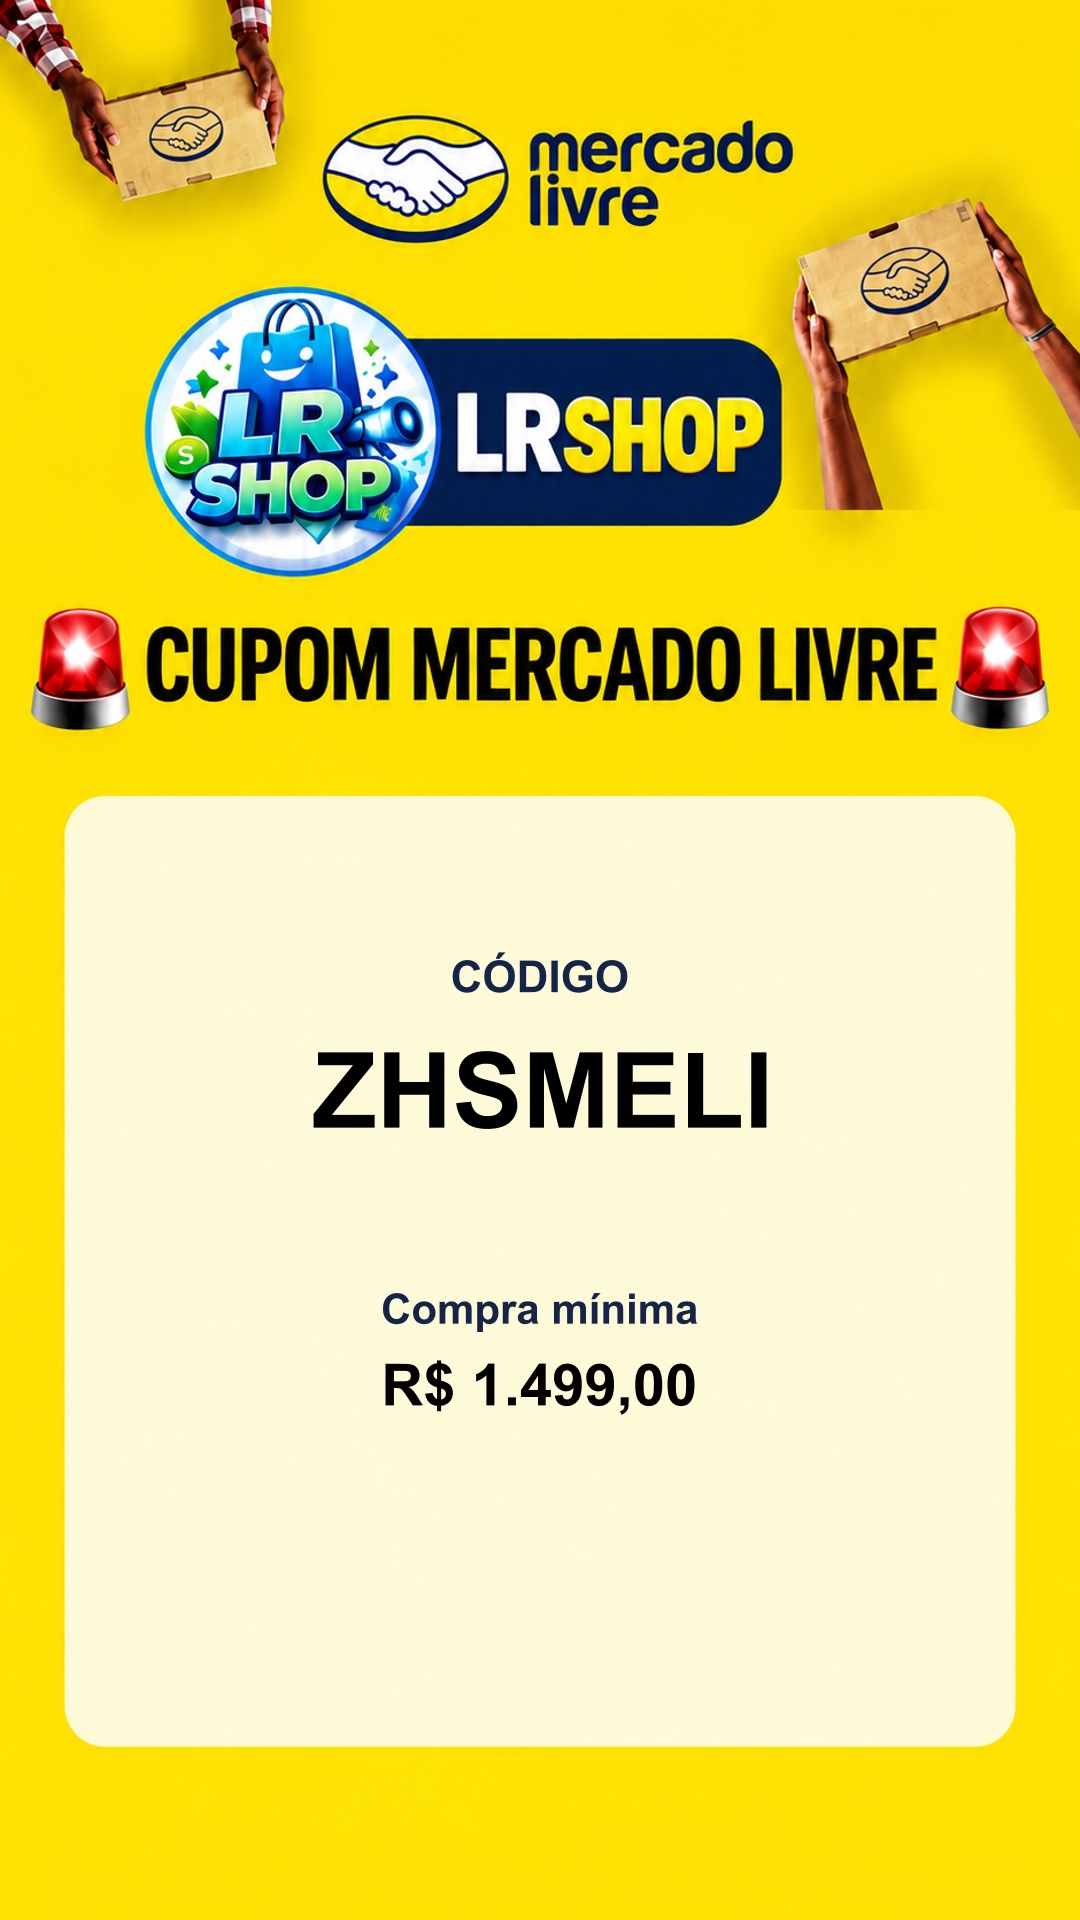 mercado
livre
LR
SHOP
S
LRSHOP
CUPOM MERCADO LIVRE
CÓDIGO
ZHSMELI
Compra mínima
R$ 1.499,00